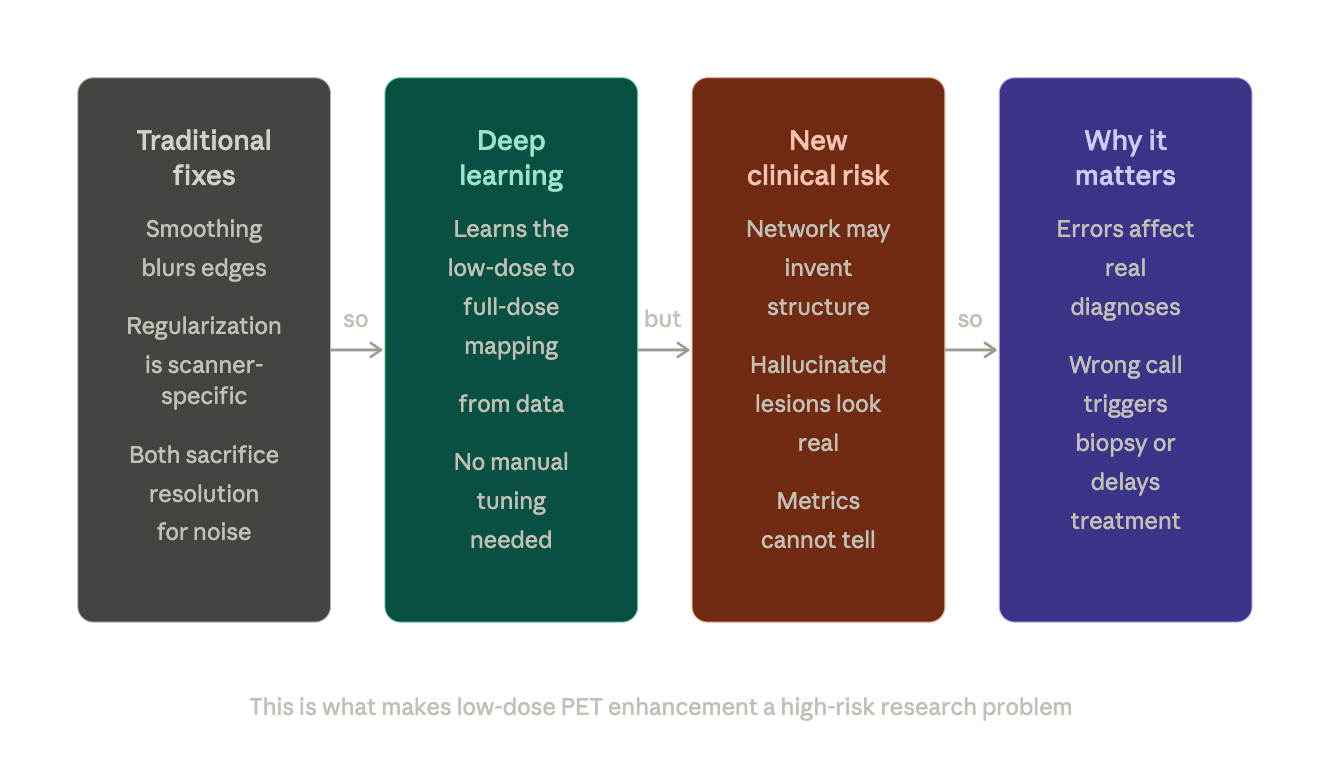 Traditional
fixes
Smoothing
blurs edges
Regularization
is scanner-
specific
Both sacrifice
resolution
for noise
so
Deep
learning
Learns the
low-dose to
full-dose
mapping
from data
No manual
tuning
needed
but
New
clinical risk
Network may
invent
structure
Hallucinated
lesions look
real
Metrics
cannot tell
so
Why it
matters
Errors affect
real
diagnoses
Wrong call
triggers
biopsy or
delays
treatment
This is what makes low-dose PET enhancement a high-risk research problem